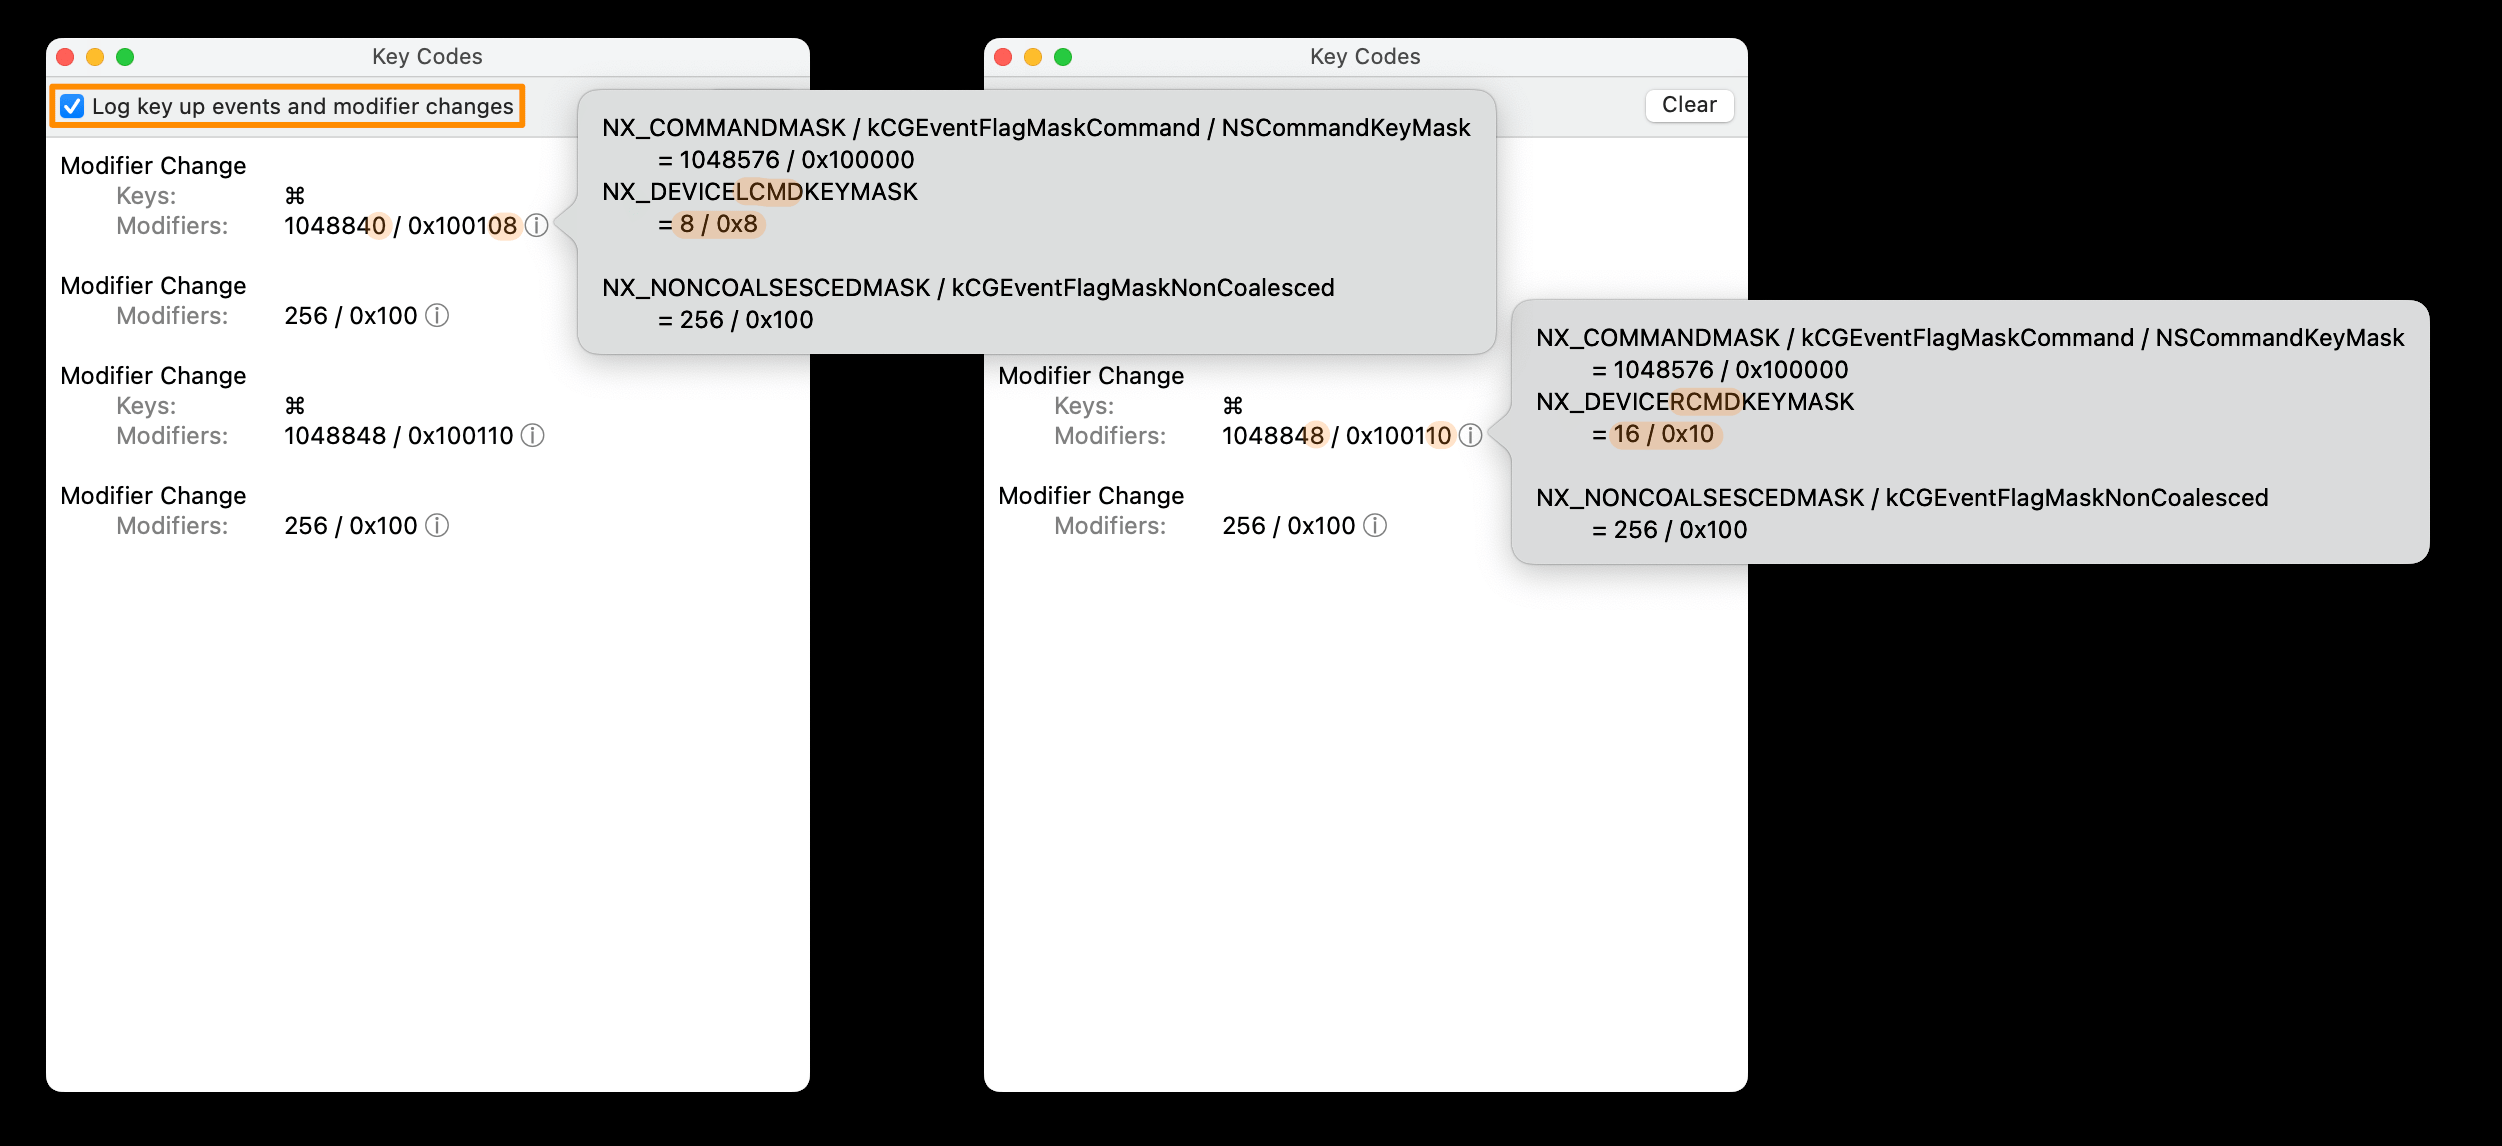 Key Codes
Log key up events and modifier changes
Modifier Change
Keys: ⌘
Modifiers: 1048840 / 0x100108 ⓘ
Modifier Change
Modifiers: 256 / 0x100 ⓘ
Modifier Change
Keys: ⌘
Modifiers: 1048848 / 0x100110 ⓘ
Modifier Change
Modifiers: 256 / 0x100 ⓘ
NX_COMMANDMASK / kCGEventFlagMaskCommand / NSCommandKeyMask
= 1048576 / 0x100000
NX_DEVICELCMDKEYMASK
= 8 / 0x8
NX_NONCOALSESCEDMASK / kCGEventFlagMaskNonCoalesced
= 256 / 0x100
Key Codes
Clear
Modifier Change
Keys: ⌘
Modifiers: 1048848 / 0x100110 ⓘ
Modifier Change
Modifiers: 256 / 0x100 ⓘ
NX_COMMANDMASK / kCGEventFlagMaskCommand / NSCommandKeyMask
= 1048576 / 0x100000
NX_DEVICERCMDKEYMASK
= 16 / 0x10
NX_NONCOALSESCEDMASK / kCGEventFlagMaskNonCoalesced
= 256 / 0x100